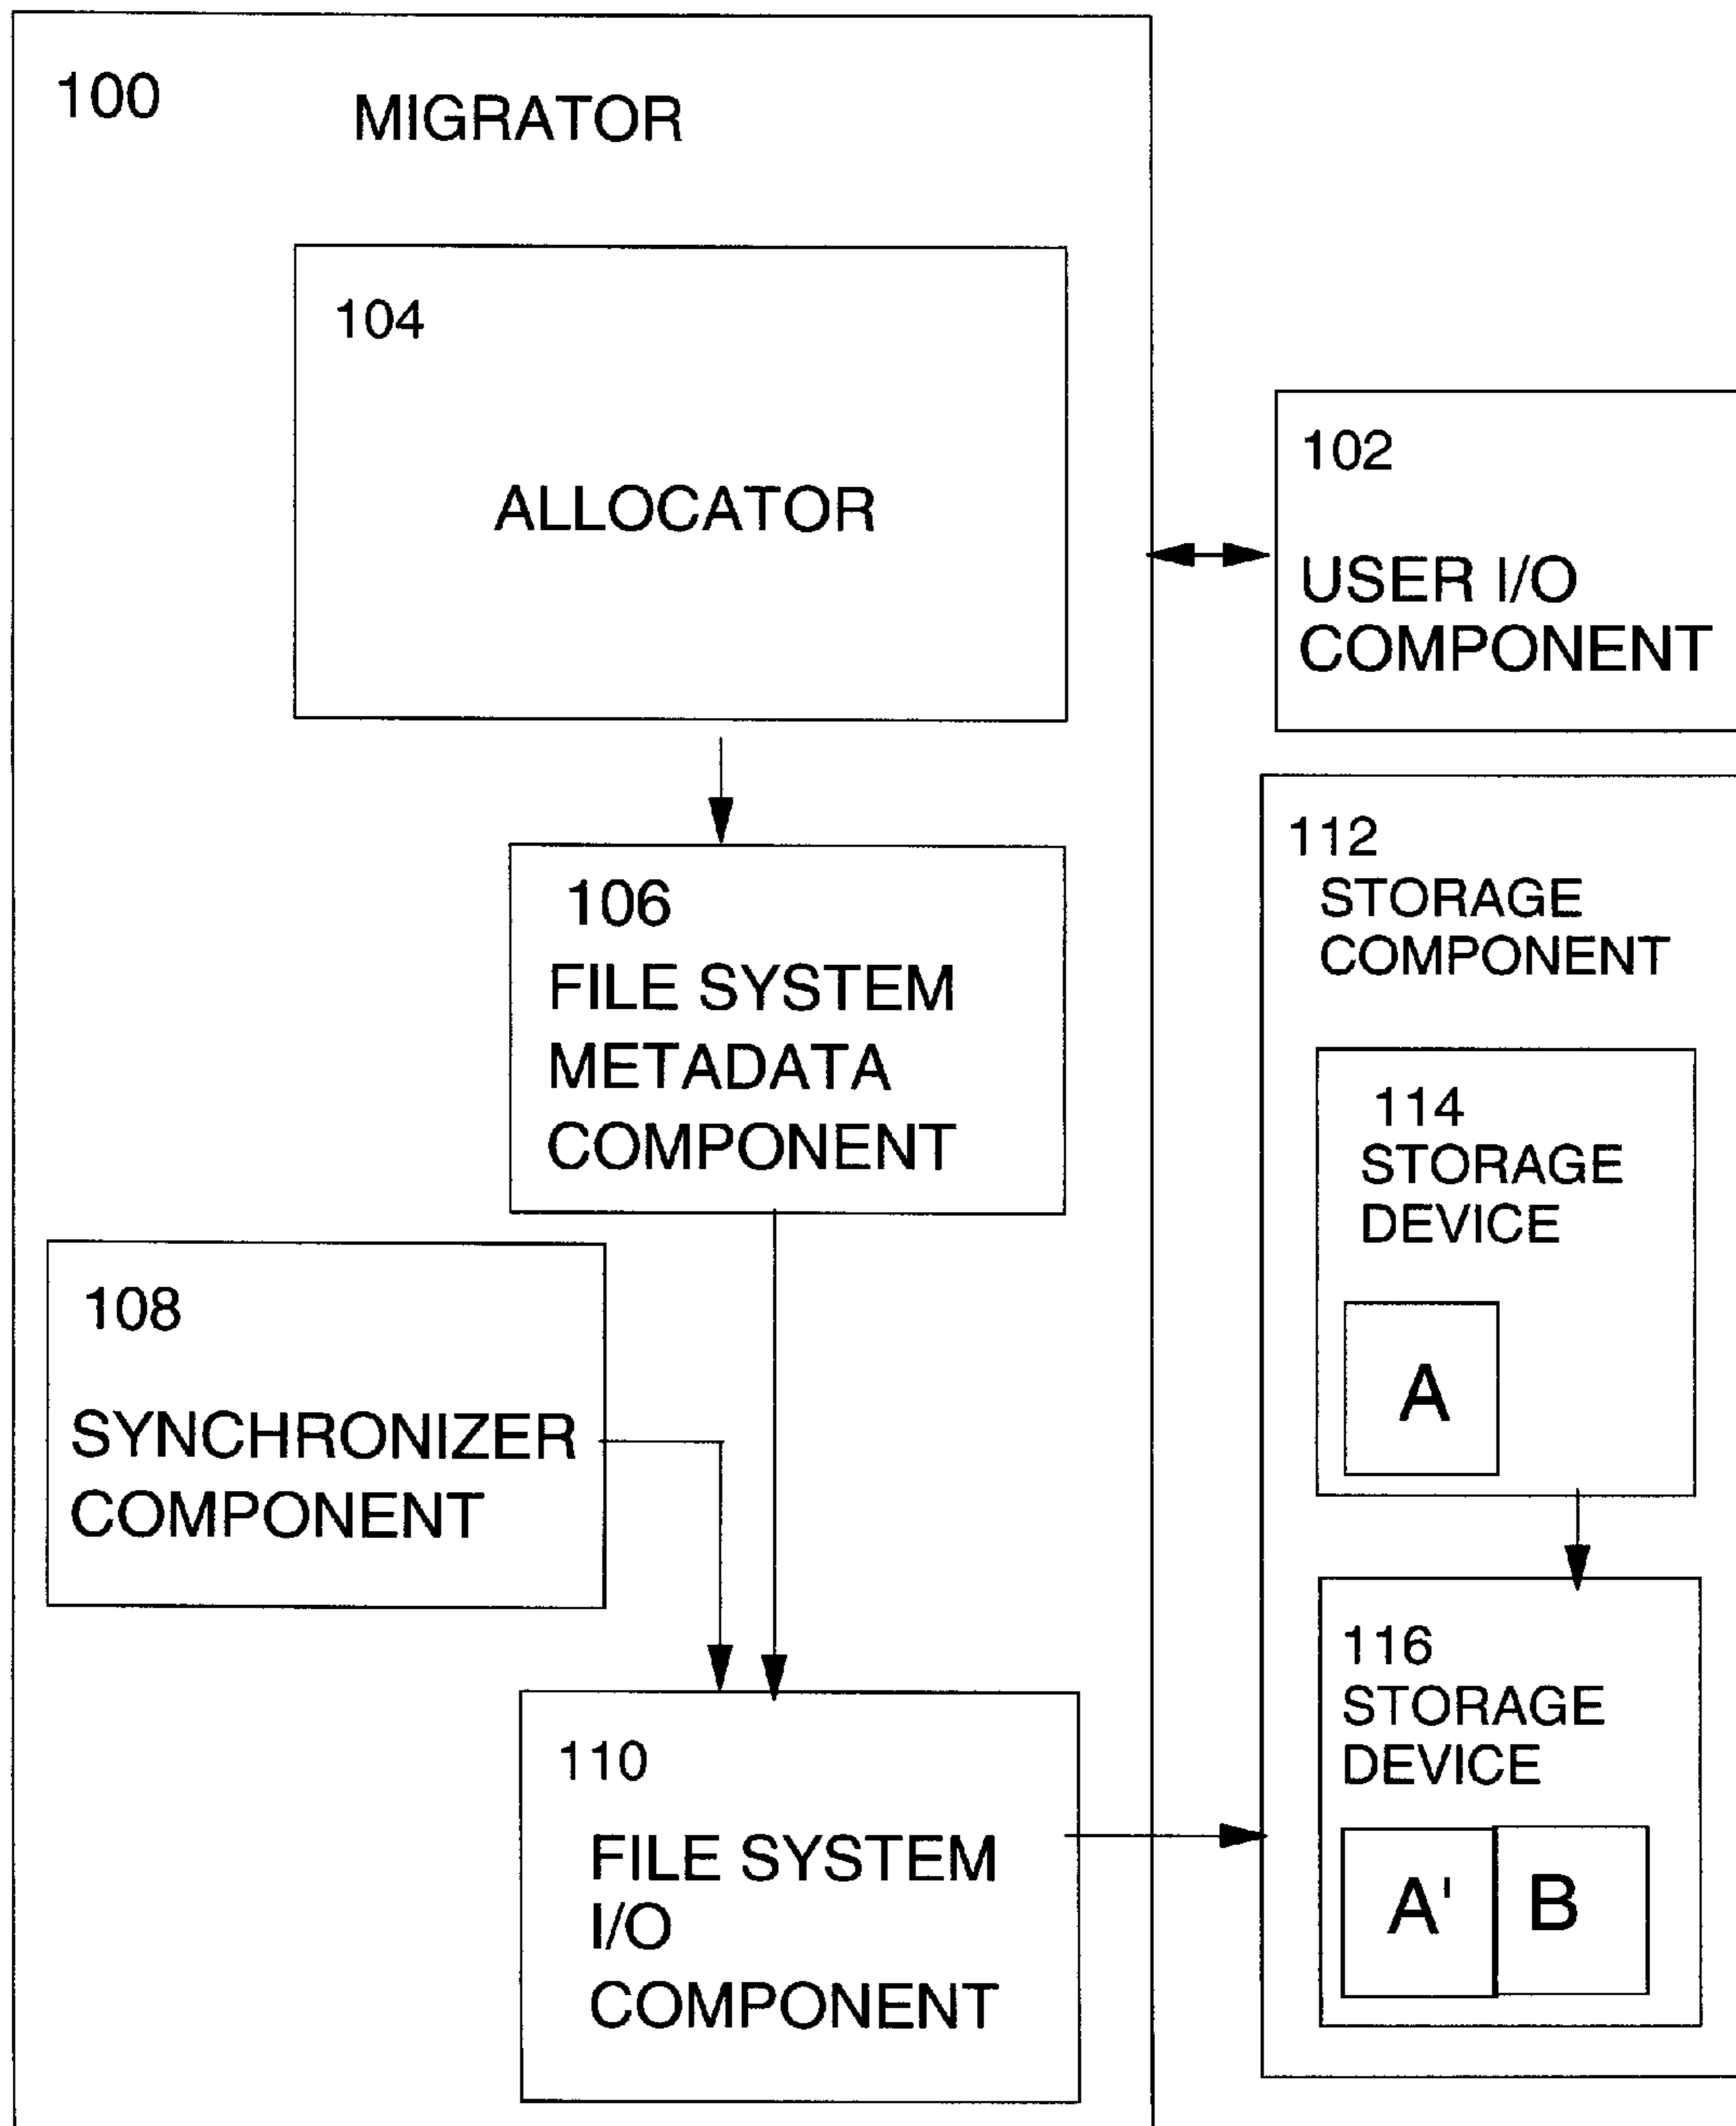 100
MIGRATOR
104
ALLOCATOR
102
USER I/O
COMPONENT
106
FILE SYSTEM
METADATA
COMPONENT
108
SYNCHRONIZER
COMPONENT
110
FILE SYSTEM
I/O
COMPONENT
112
STORAGE
COMPONENT
114
STORAGE
DEVICE
A
116
STORAGE
DEVICE
A'
B